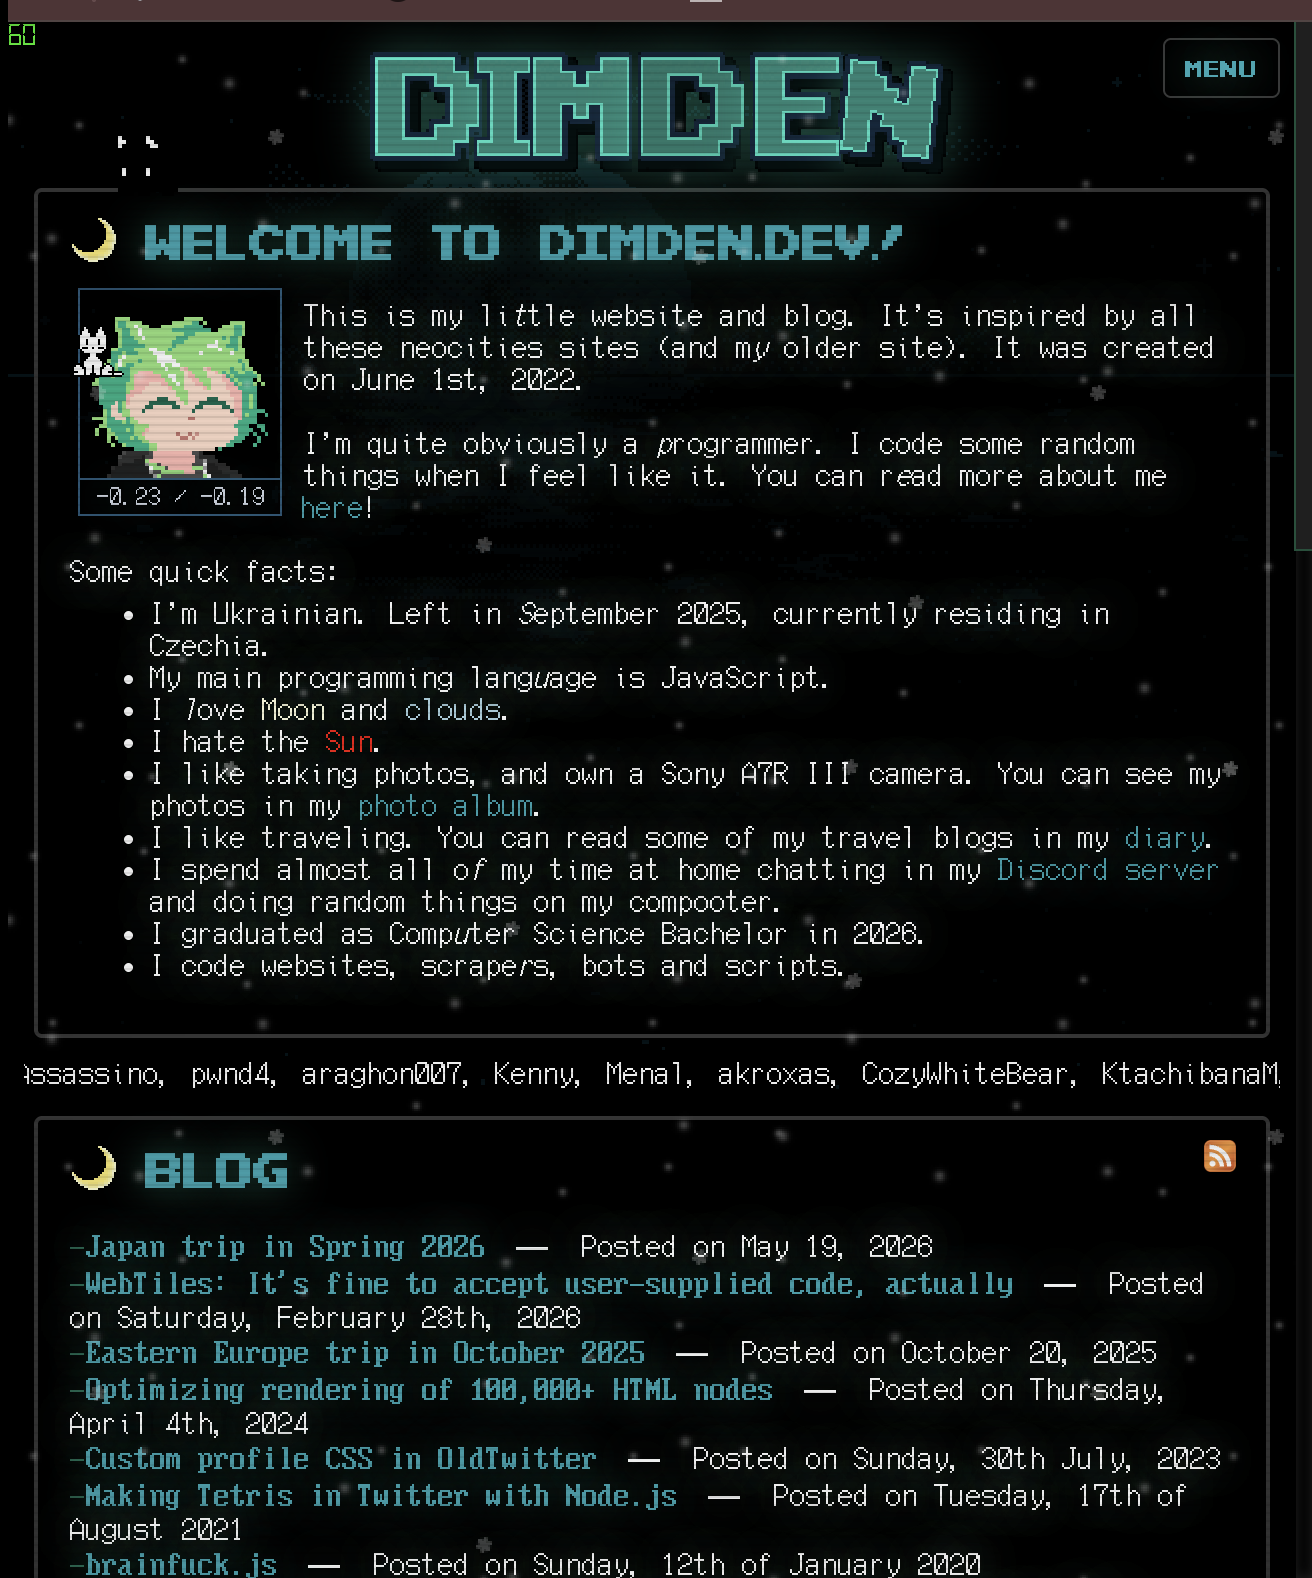 60
DIMDEN
MENU
WELCOME TO DIMDEN.DEV!
This is my little website and blog. It's inspired by all
these neocities sites (and my older site). It was created
on June 1st, 2022.
I'm quite obviously a programmer. I code some random
things when I feel like it. You can read more about me
here!
-0.23 / -0.19
Some quick facts:
• I'm Ukrainian. Left in September 2025, currently residing in
Czechia.
• My main programming language is JavaScript.
• I love Moon and clouds.
• I hate the Sun.
• I like taking photos, and own a Sony A7R III camera. You can see my
photos in my photo album.
• I like traveling. You can read some of my travel blogs in my diary.
• I spend almost all of my time at home chatting in my Discord server
and doing random things on my compooter.
• I graduated as Computer Science Bachelor in 2026.
• I code websites, scrapers, bots and scripts.
assassino, pwnd4, araghon007, Kenny, Menal, akroxas, CozyWhiteBear, KtachibanaM,
BLOG
-Japan trip in Spring 2026 — Posted on May 19, 2026
-WebTiles: It's fine to accept user-supplied code, actually — Posted
on Saturday, February 28th, 2026
-Eastern Europe trip in October 2025 — Posted on October 20, 2025
-Optimizing rendering of 100,000+ HTML nodes — Posted on Thursday,
April 4th, 2024
-Custom profile CSS in OldTwitter — Posted on Sunday, 30th July, 2023
-Making Tetris in Twitter with Node.js — Posted on Tuesday, 17th of
August 2021
-brainfuck.js — Posted on Sunday, 12th of January 2020